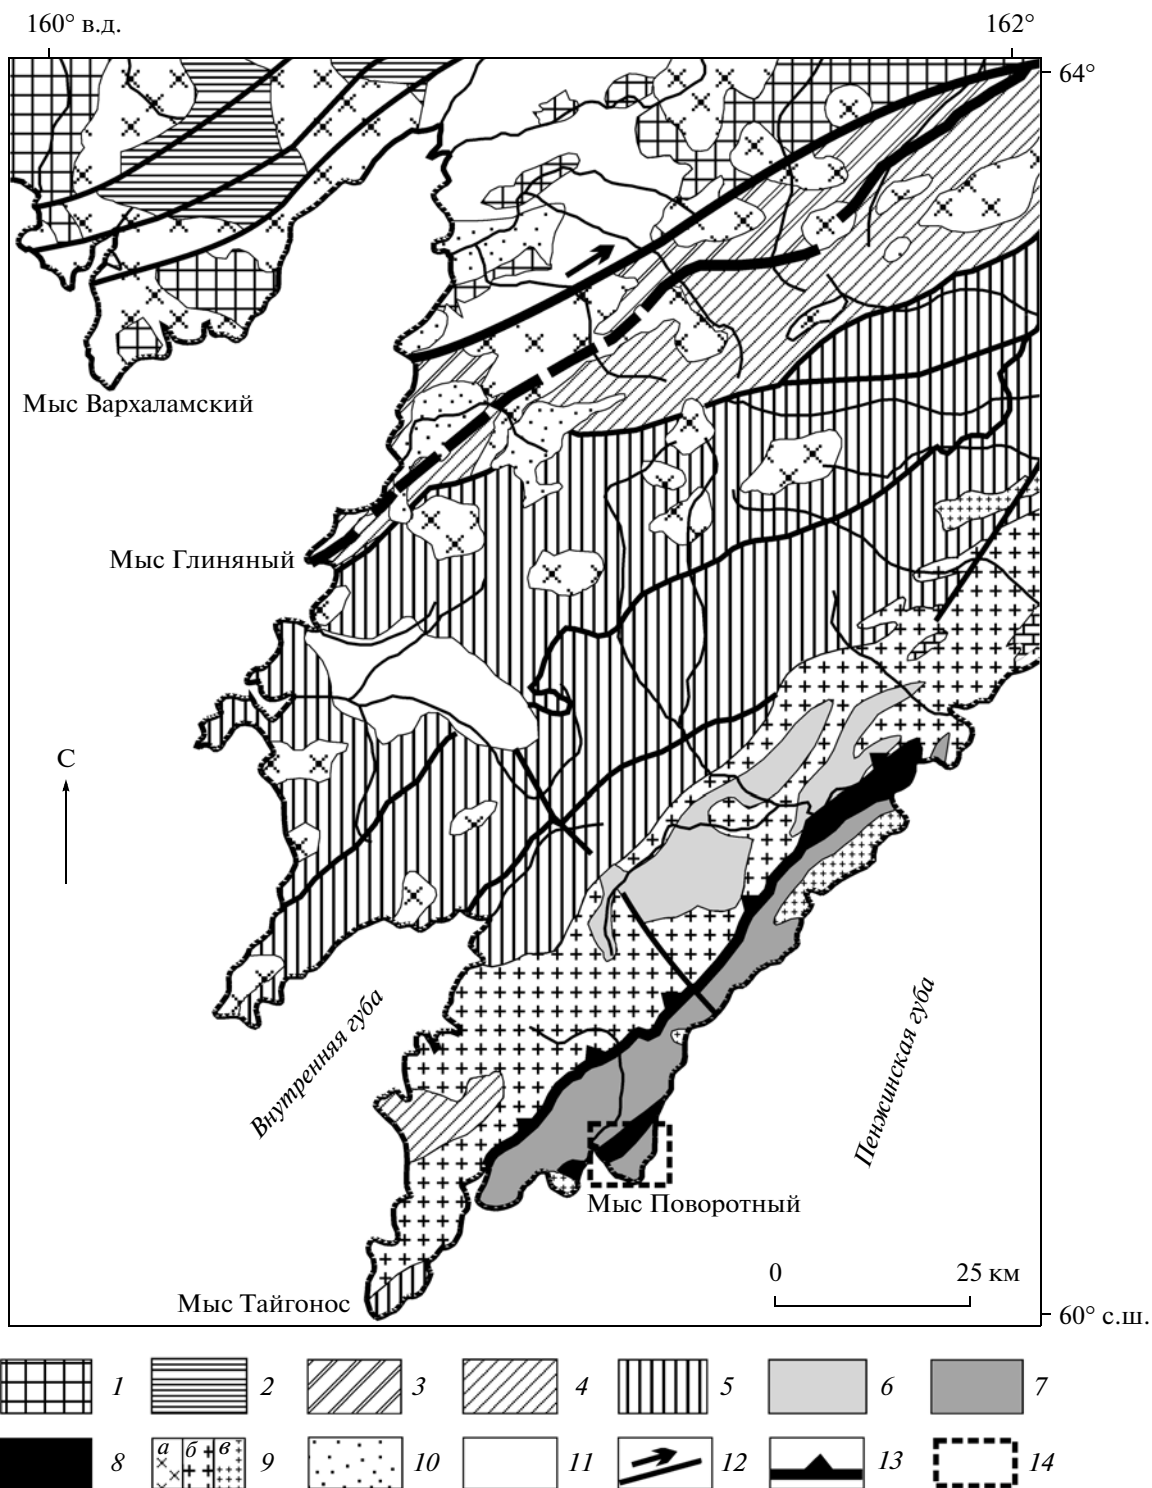 160° в.д.
162°
64°
Мыс Вархаламский
Мыс Глиняный
С
Внутренняя губа
Пенжинская губа
Мыс Поворотный
0 25 км
Мыс Тайгонос
60° с.ш.
1 2 3 4 5 6 7
8 а б в 9 10 11 12 13 14